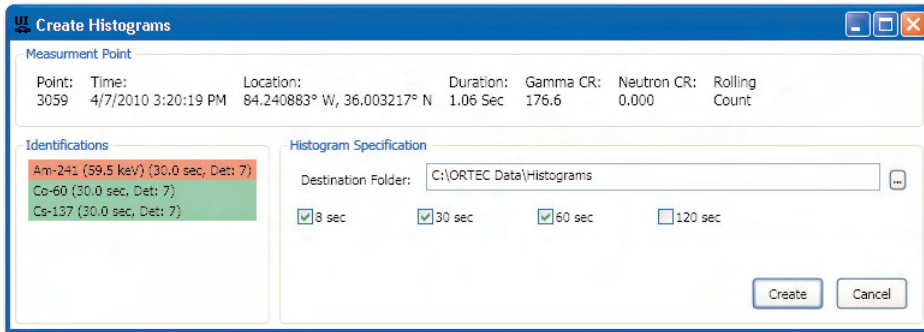 UI Create Histograms
Measurment Point
Point: Time: Location: Duration: Gamma CR: Neutron CR: Rolling
3059 4/7/2010 3:20:19 PM 84.240883° W, 36.003217° N 1.06 Sec 176.6 0.000 Count
Identifications
Am-241 (59.5 keV) (30.0 sec, Det: 7)
Co-60 (30.0 sec, Det: 7)
Cs-137 (30.0 sec, Det: 7)
Histogram Specification
Destination Folder: C:\ORTEC Data\Histograms ...
8 sec 30 sec 60 sec 120 sec
Create Cancel